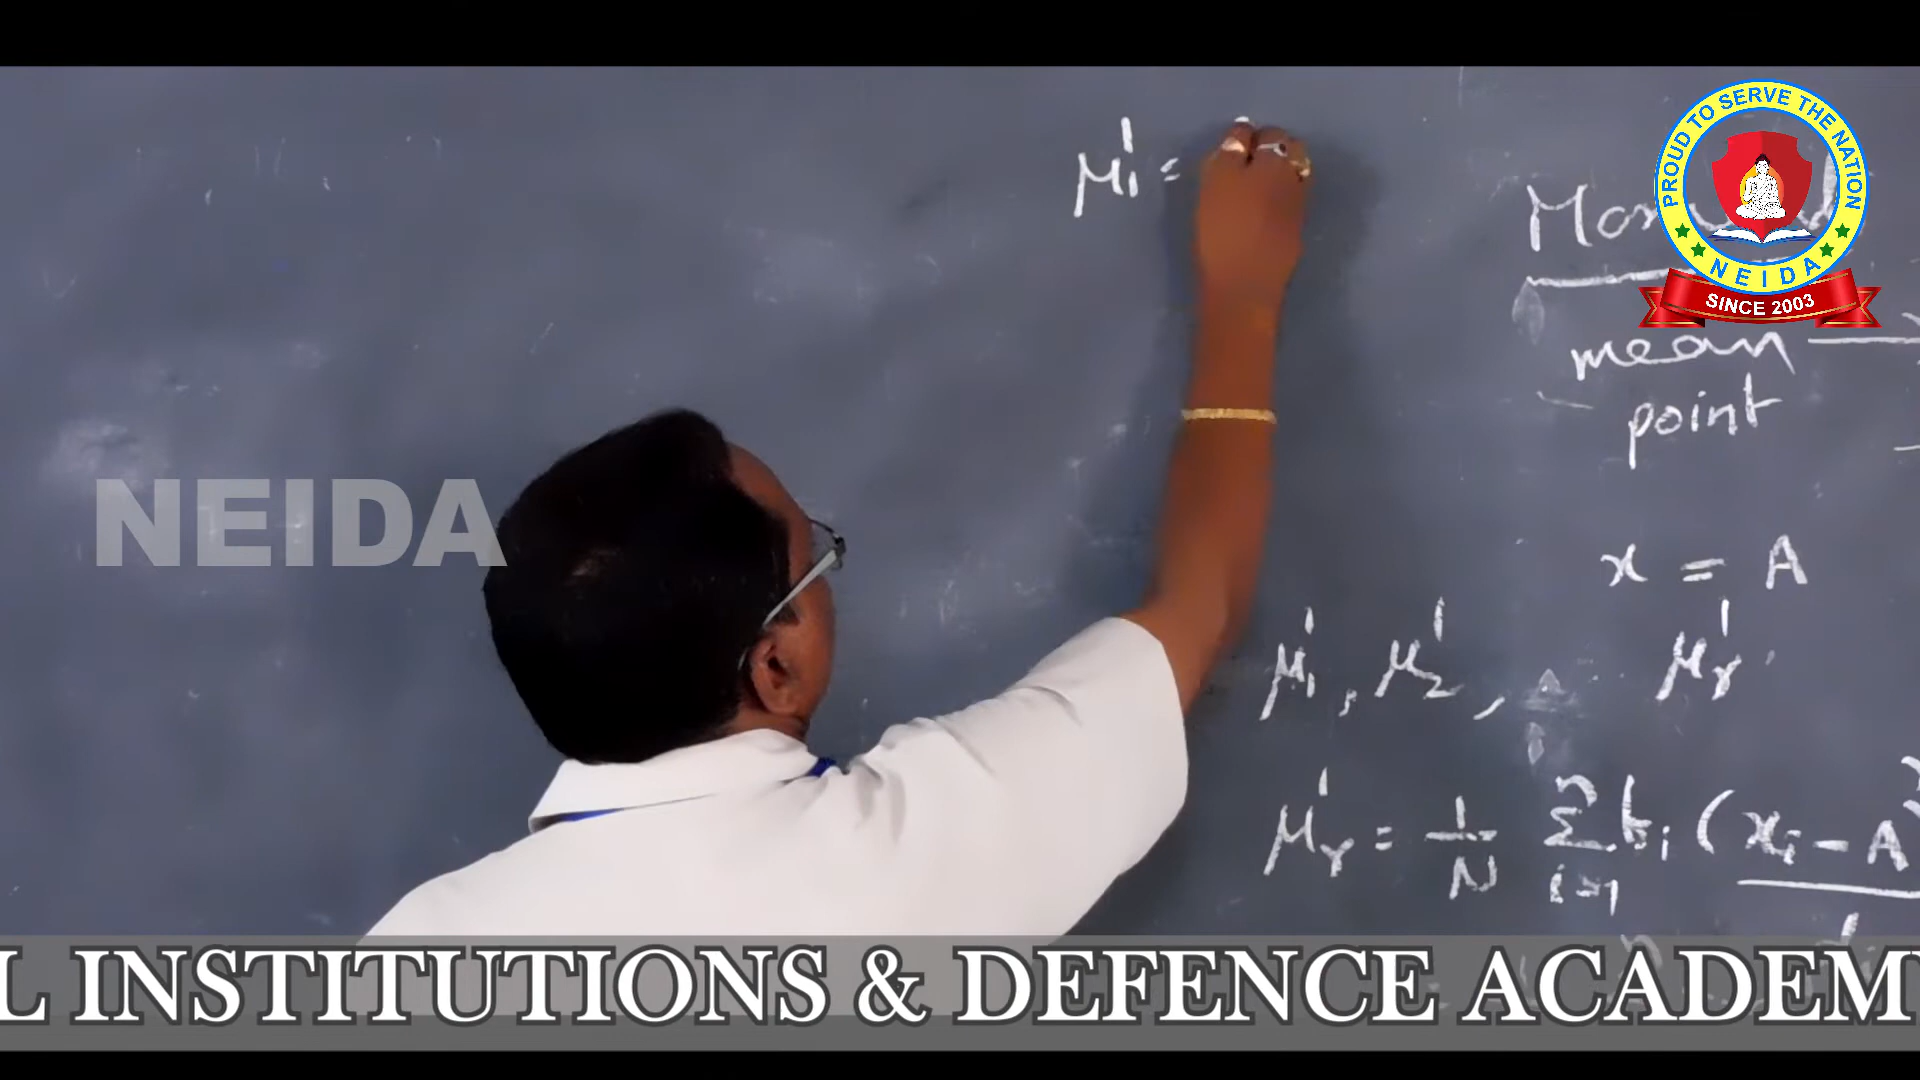 μ₁' =
PROUD TO SERVE THE NATION
NEIDA
SINCE 2003
mean
point
NEIDA
x = A
μ₁', μ₂', μᵣ'
μᵣ' = 1/N Σ i=1 n fᵢ (xᵢ - A)
L INSTITUTIONS & DEFENCE ACADEM